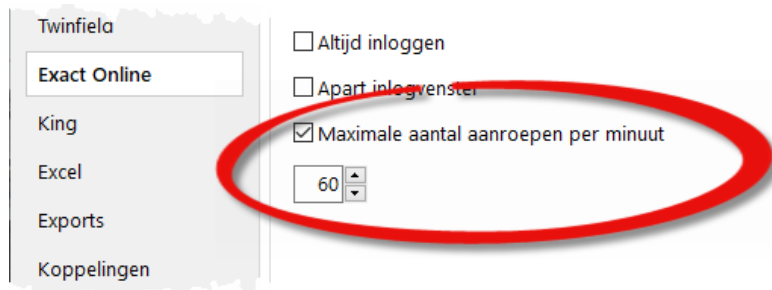 Twinfield
Exact Online
King
Excel
Exports
Koppelingen
Altijd inloggen
Apart inlogvenster
Maximale aantal aanroepen per minuut
60